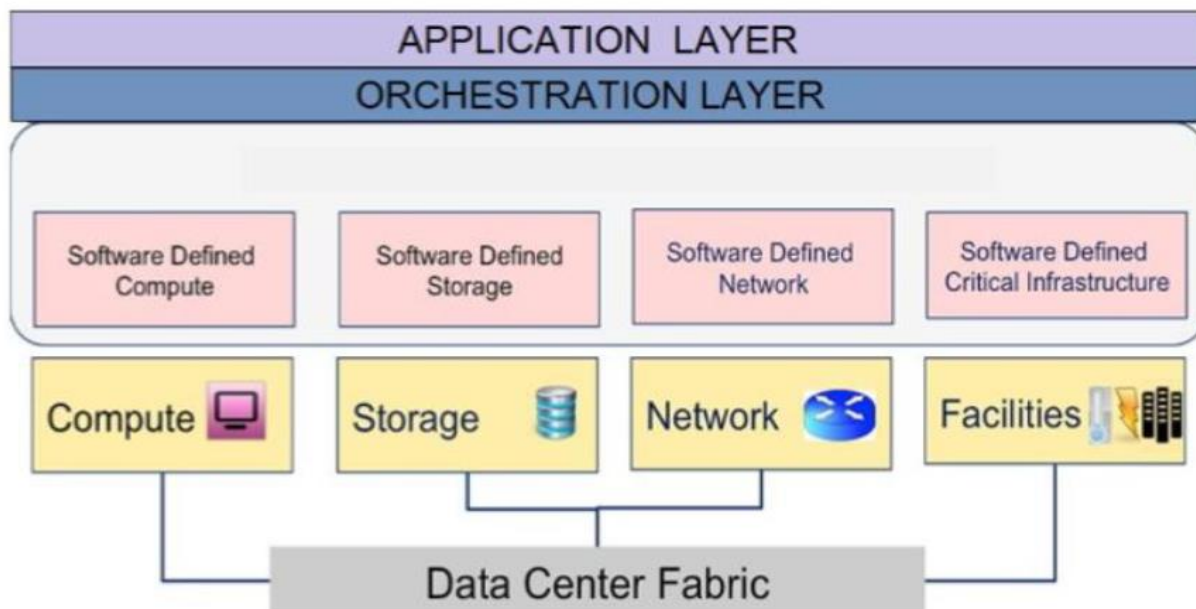 APPLICATION LAYER
ORCHESTRATION LAYER
Software Defined
Compute
Software Defined
Storage
Software Defined
Network
Software Defined
Critical Infrastructure
Compute
Storage
Network
Facilities
Data Center Fabric